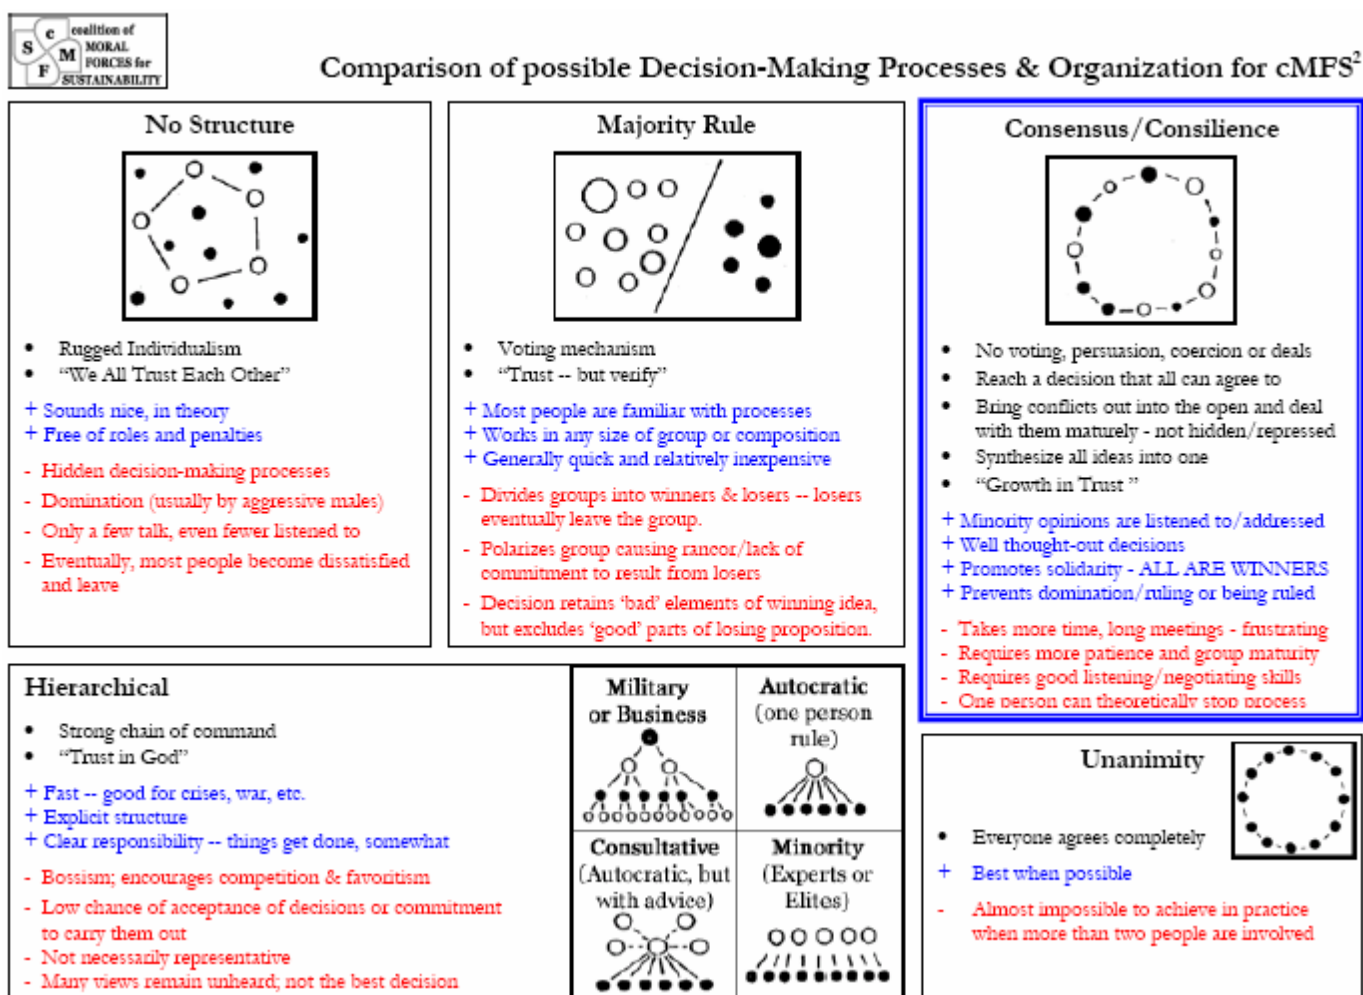 S c M F
coalition of
MORAL
FORCES for
SUSTAINABILITY
Comparison of possible Decision-Making Processes & Organization for cMFS²
No Structure
• Rugged Individualism
• “We All Trust Each Other”
+ Sounds nice, in theory
+ Free of roles and penalties
- Hidden decision-making processes
- Domination (usually by aggressive males)
- Only a few talk, even fewer listened to
- Eventually, most people become dissatisfied
and leave
Majority Rule
• Voting mechanism
• “Trust -- but verify”
+ Most people are familiar with processes
+ Works in any size of group or composition
+ Generally quick and relatively inexpensive
- Divides groups into winners & losers -- losers
eventually leave the group.
- Polarizes group causing rancor/lack of
commitment to result from losers
- Decision retains ‘bad’ elements of winning idea,
but excludes ‘good’ parts of losing proposition.
Consensus/Consilience
• No voting, persuasion, coercion or deals
• Reach a decision that all can agree to
• Bring conflicts out into the open and deal
with them maturely - not hidden/repressed
• Synthesize all ideas into one
• “Growth in Trust ”
+ Minority opinions are listened to/addressed
+ Well thought-out decisions
+ Promotes solidarity - ALL ARE WINNERS
+ Prevents domination/ruling or being ruled
- Takes more time, long meetings - frustrating
- Requires more patience and group maturity
- Requires good listening/negotiating skills
- One person can theoretically stop process
Hierarchical
• Strong chain of command
• “Trust in God”
+ Fast -- good for crises, war, etc.
+ Explicit structure
+ Clear responsibility -- things get done, somewhat
- Bossism; encourages competition & favoritism
- Low chance of acceptance of decisions or commitment
to carry them out
- Not necessarily representative
- Many views remain unheard; not the best decision
Military
or Business
Autocratic
(one person
rule)
Consultative
(Autocratic, but
with advice)
Minority
(Experts or
Elites)
Unanimity
• Everyone agrees completely
+ Best when possible
- Almost impossible to achieve in practice
when more than two people are involved